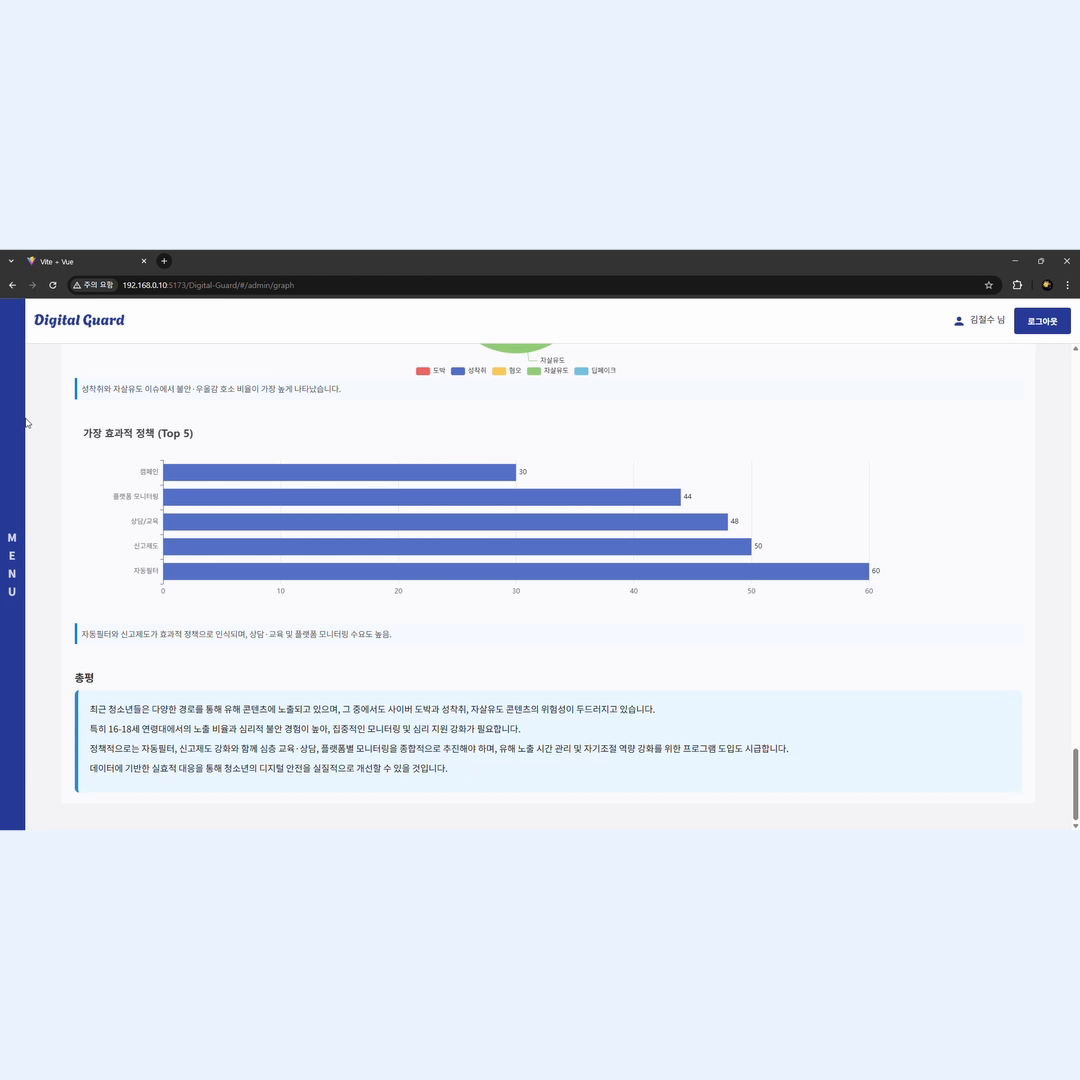 Vite + Vue
주의 요함 192.168.0.10:5173/Digital-Guard/#/admin/graph
Digital Guard
김철수 님
로그아웃
MENU
자살유도
도박 성착취 혐오 자살유도 딥페이크
성착취와 자살유도 이슈에서 불안·우울감 호소 비율이 가장 높게 나타났습니다.
가장 효과적 정책 (Top 5)
캠페인 30
플랫폼 모니터링 44
상담/교육 48
신고제도 50
자동필터 60
0 10 20 30 40 50 60
자동필터와 신고제도가 효과적 정책으로 인식되며, 상담·교육 및 플랫폼 모니터링 수요도 높음.
총평
최근 청소년들은 다양한 경로를 통해 유해 콘텐츠에 노출되고 있으며, 그 중에서도 사이버 도박과 성착취, 자살유도 콘텐츠의 위험성이 두드러지고 있습니다.
특히 16-18세 연령대에서의 노출 비율과 심리적 불안 경험이 높아, 집중적인 모니터링 및 심리 지원 강화가 필요합니다.
정책적으로는 자동필터, 신고제도 강화와 함께 심층 교육·상담, 플랫폼별 모니터링을 종합적으로 추진해야 하며, 유해 노출 시간 관리 및 자기조절 역량 강화를 위한 프로그램 도입도 시급합니다.
데이터에 기반한 실효적 대응을 통해 청소년의 디지털 안전을 실질적으로 개선할 수 있을 것입니다.